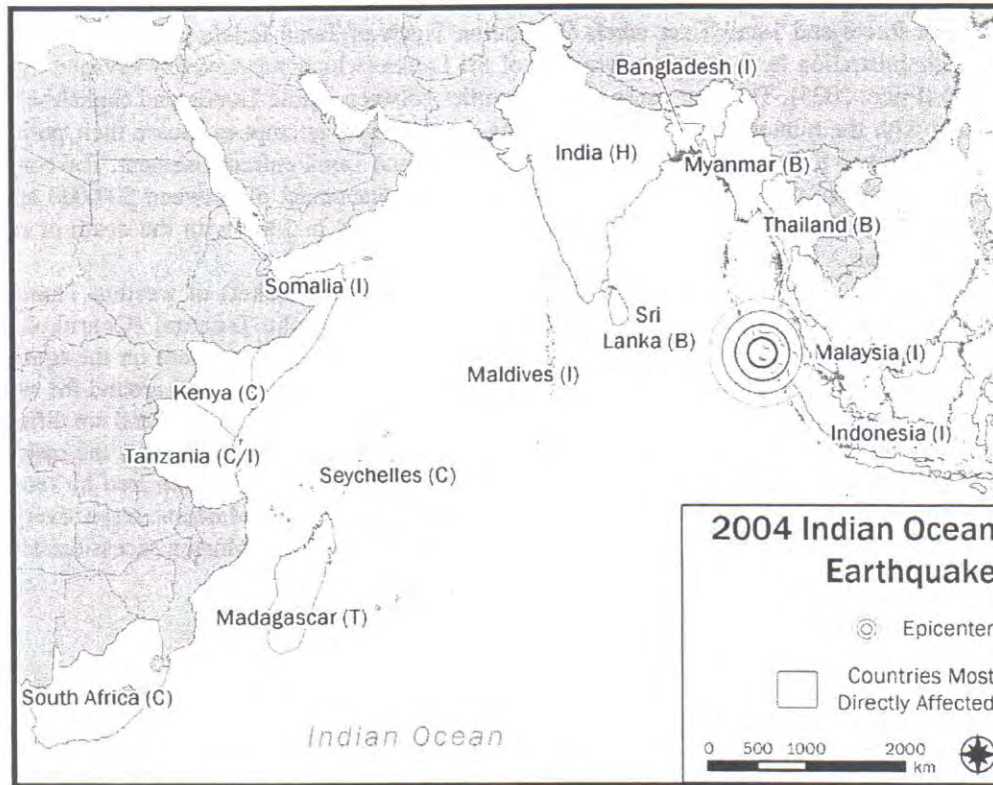 Bangladesh (I)
India (H)
Myanmar (B)
Thailand (B)
Somalia (I)
Sri
Lanka (B)
Malaysia (I)
Maldives (I)
Kenya (C)
Indonesia (I)
Tanzania (C/I)
Seychelles (C)
2004 Indian Ocean
Earthquake
Madagascar (T)
Epicenter
Countries Most
Directly Affected
South Africa (C)
Indian Ocean
0 500 1000 2000
km